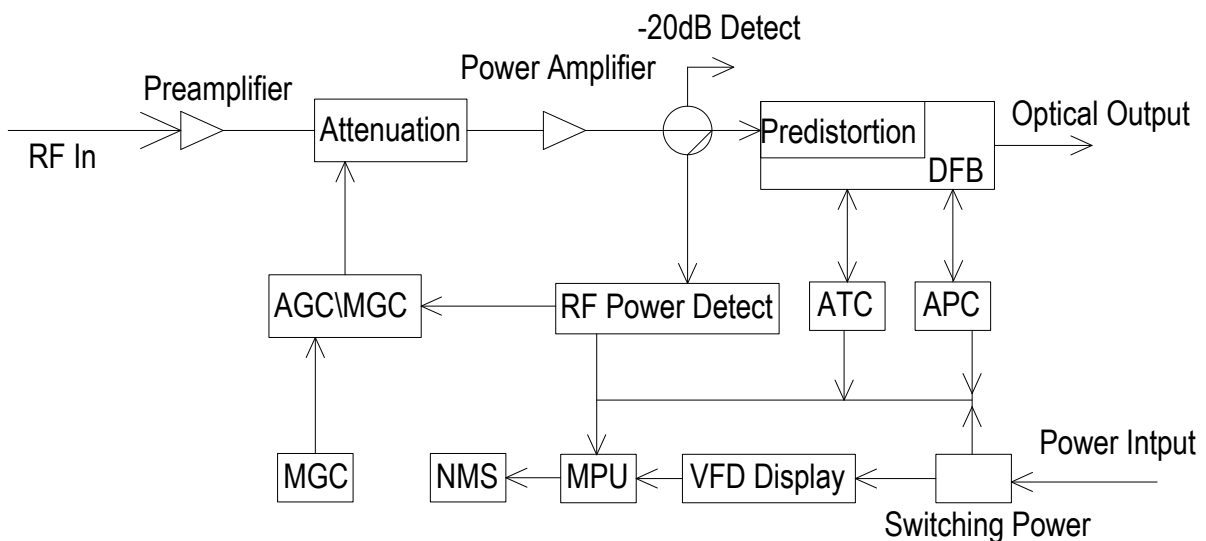 -20dB Detect
Power Amplifier
Preamplifier
Attenuation
Predistortion
Optical Output
RF In
DFB
AGC\MGC
RF Power Detect
ATC
APC
Power Intput
MGC
NMS
MPU
VFD Display
Switching Power